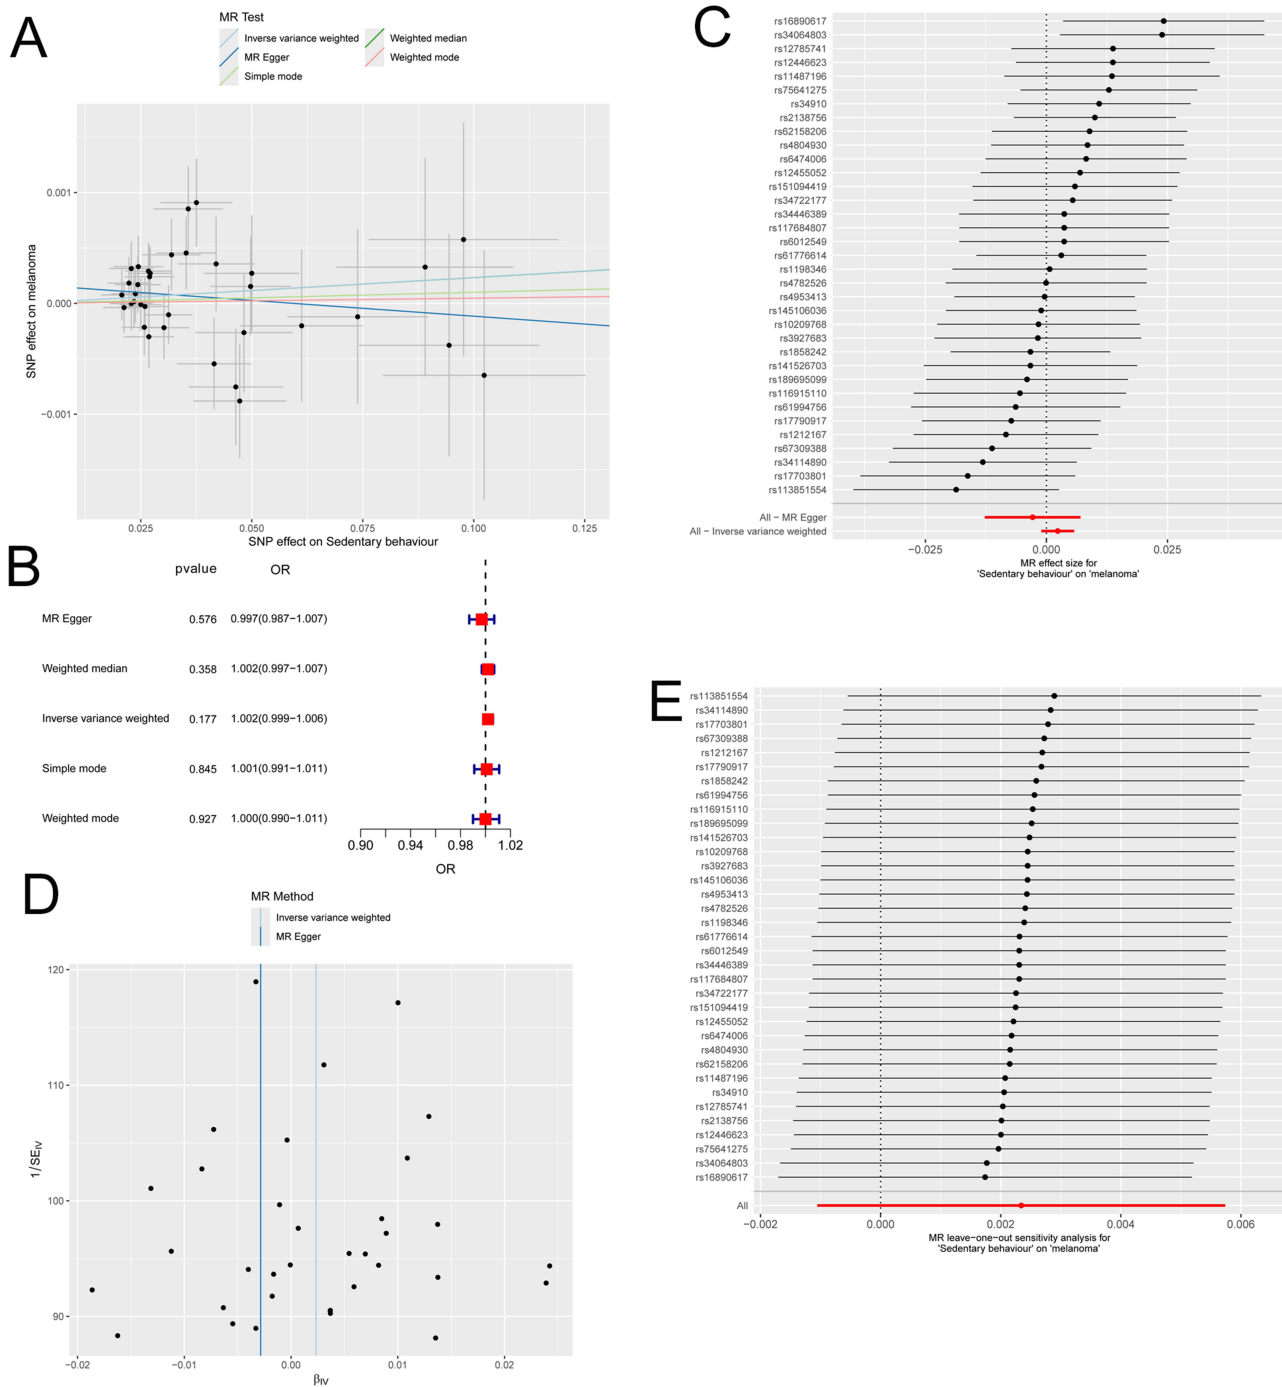 A
MR Test
Inverse variance weighted
Weighted median
MR Egger
Weighted mode
Simple mode
SNP effect on melanoma
0.001
0.000
−0.001
0.025
0.050
0.075
0.100
0.125
SNP effect on Sedentary behaviour
B
pvalue
OR
MR Egger
0.576
0.997(0.987−1.007)
Weighted median
0.358
1.002(0.997−1.007)
Inverse variance weighted
0.177
1.002(0.999−1.006)
Simple mode
0.845
1.001(0.991−1.011)
Weighted mode
0.927
1.000(0.990−1.011)
0.90
0.94
0.98
1.02
OR
C
rs16890617
rs34064803
rs12785741
rs12446623
rs11487196
rs75641275
rs34910
rs2138756
rs62158206
rs4804930
rs6474006
rs12455052
rs151094419
rs34722177
rs34446389
rs117684807
rs6012549
rs61776614
rs1198346
rs4782526
rs4953413
rs145106036
rs10209768
rs3927683
rs1858242
rs141526703
rs189695099
rs116915110
rs61994756
rs17790917
rs1212167
rs67309388
rs34114890
rs17703801
rs113851554
All − MR Egger
All − Inverse variance weighted
−0.025
0.000
0.025
MR effect size for
'Sedentary behaviour' on 'melanoma'
D
MR Method
Inverse variance weighted
MR Egger
1/SE_IV
120
110
100
90
−0.02
−0.01
0.00
0.01
0.02
β_IV
E
rs113851554
rs34114890
rs17703801
rs67309388
rs1212167
rs17790917
rs1858242
rs61994756
rs116915110
rs189695099
rs141526703
rs10209768
rs3927683
rs145106036
rs4953413
rs4782526
rs1198346
rs61776614
rs6012549
rs34446389
rs117684807
rs34722177
rs151094419
rs12455052
rs6474006
rs4804930
rs62158206
rs11487196
rs34910
rs12785741
rs2138756
rs12446623
rs75641275
rs34064803
rs16890617
All
−0.002
0.000
0.002
0.004
0.006
MR leave−one−out sensitivity analysis for
'Sedentary behaviour' on 'melanoma'